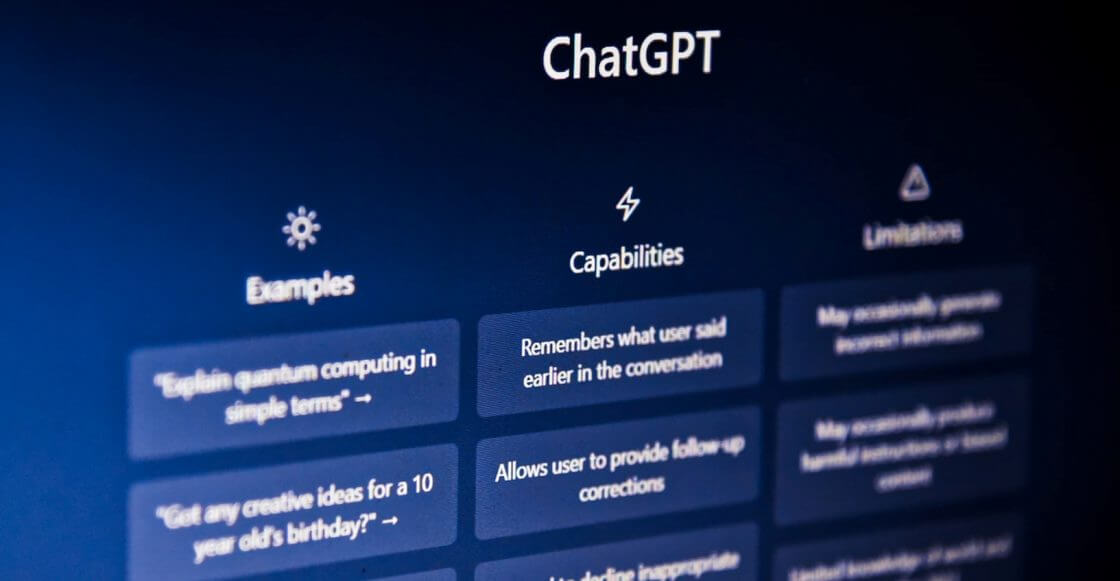 ChatGPT
Examples
Capabilities
Limitations
"Explain quantum computing in
simple terms" →
Remembers what user said
earlier in the conversation
May occasionally generate
incorrect information
"Got any creative ideas for a 10
year old's birthday?" →
Allows user to provide follow-up
corrections
May occasionally produce
harmful instructions or biased
content
to decline inappropriate
Limited knowledge of world and